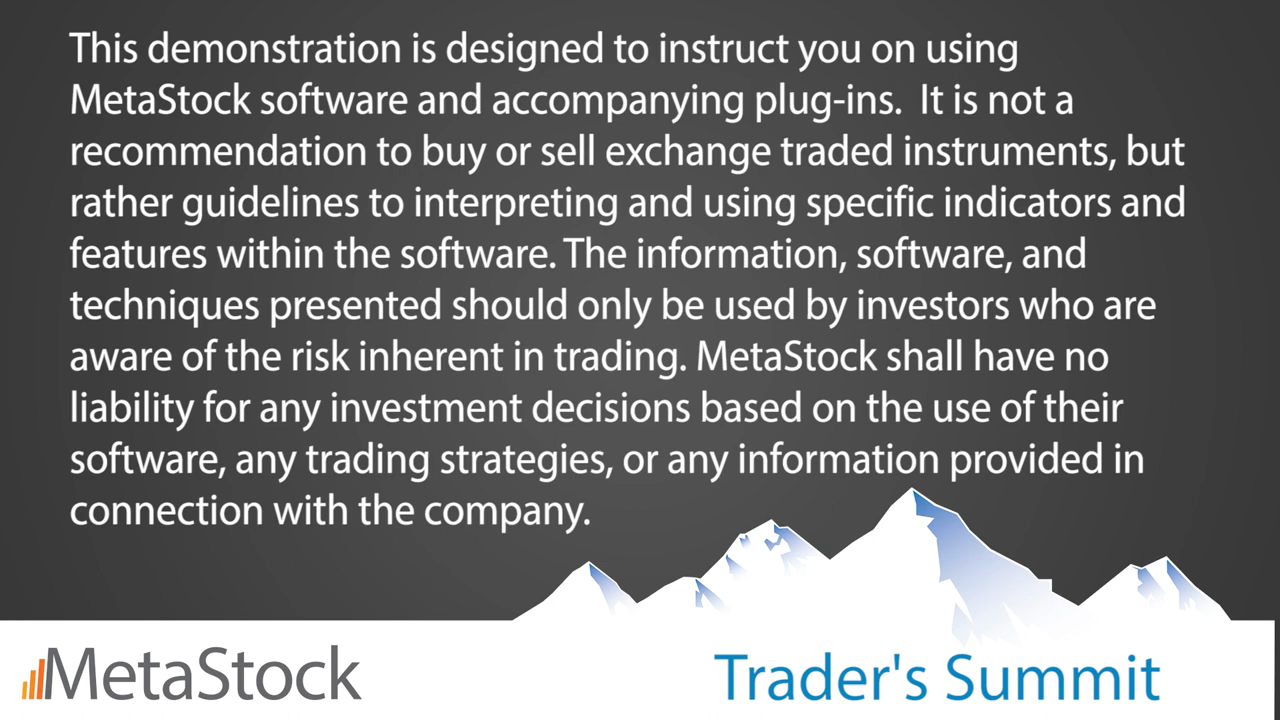 This demonstration is designed to instruct you on using
MetaStock software and accompanying plug-ins.  It is not a
recommendation to buy or sell exchange traded instruments, but
rather guidelines to interpreting and using specific indicators and
features within the software. The information, software, and
techniques presented should only be used by investors who are
aware of the risk inherent in trading. MetaStock shall have no
liability for any investment decisions based on the use of their
software, any trading strategies, or any information provided in
connection with the company.
MetaStock
Trader's Summit